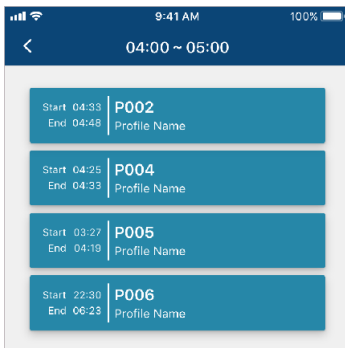 9:41 AM
100%
04:00 ~ 05:00
Start 04:33
End 04:48
P002
Profile Name
Start 04:25
End 04:33
P004
Profile Name
Start 03:27
End 04:19
P005
Profile Name
Start 22:30
End 06:23
P006
Profile Name